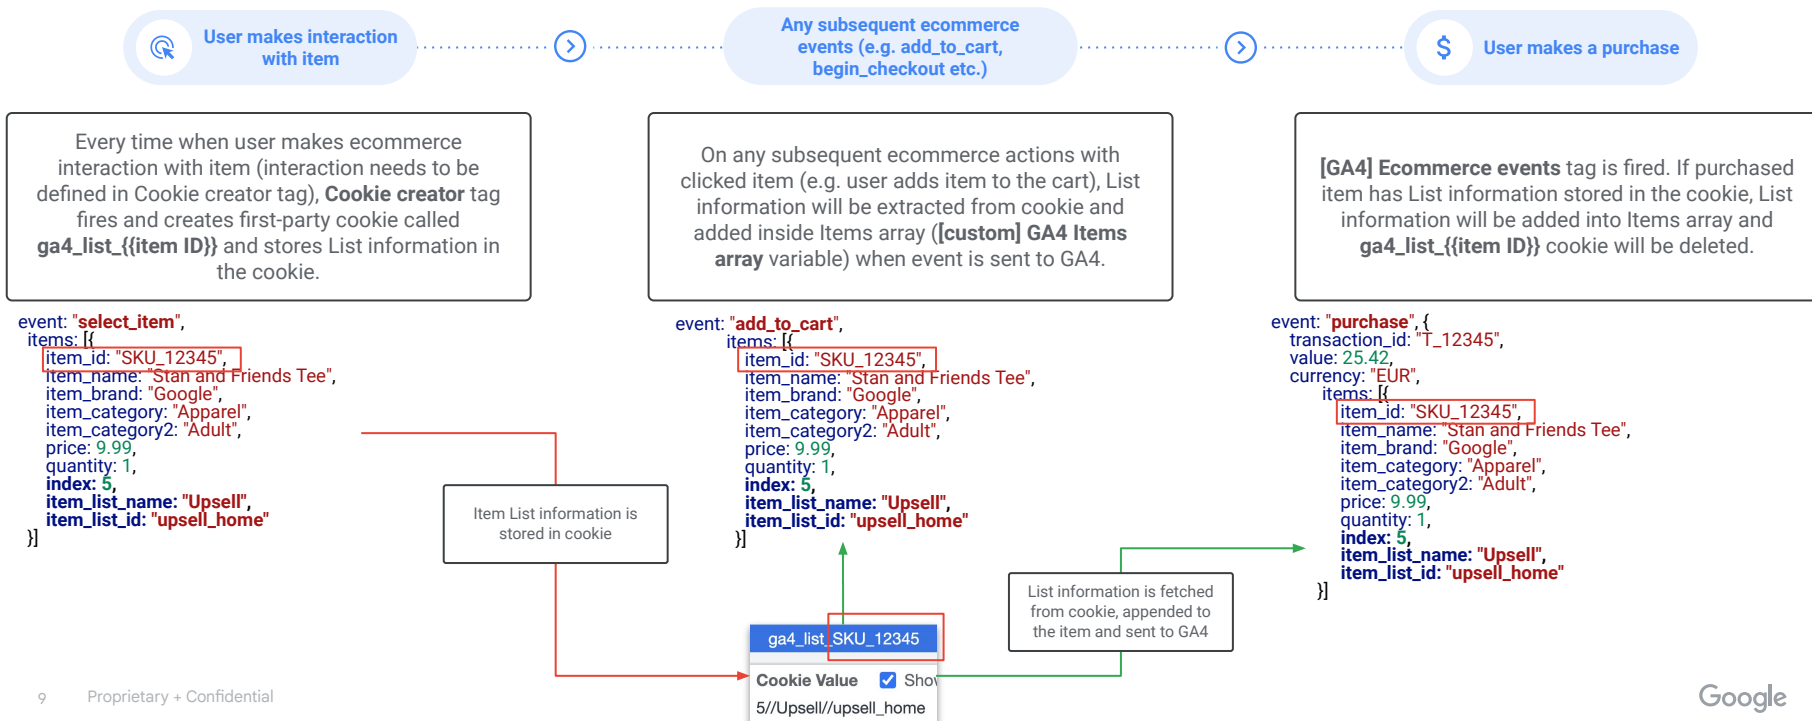 User makes interaction
with item
Any subsequent ecommerce
events (e.g. add_to_cart,
begin_checkout etc.)
$ User makes a purchase
Every time when user makes ecommerce
interaction with item (interaction needs to be
defined in Cookie creator tag), Cookie creator tag
fires and creates first-party cookie called
ga4_list_{{item ID}} and stores List information in
the cookie.
On any subsequent ecommerce actions with
clicked item (e.g. user adds item to the cart), List
information will be extracted from cookie and
added inside Items array ([custom] GA4 Items
array variable) when event is sent to GA4.
[GA4] Ecommerce events tag is fired. If purchased
item has List information stored in the cookie, List
information will be added into Items array and
ga4_list_{{item ID}} cookie will be deleted.
event: "select_item",
items: [{
item_id: "SKU_12345",
item_name: "Stan and Friends Tee",
item_brand: "Google",
item_category: "Apparel",
item_category2: "Adult",
price: 9.99,
quantity: 1,
index: 5,
item_list_name: "Upsell",
item_list_id: "upsell_home"
}]
Item List information is
stored in cookie
event: "add_to_cart",
items: [{
item_id: "SKU_12345",
item_name: "Stan and Friends Tee",
item_brand: "Google",
item_category: "Apparel",
item_category2: "Adult",
price: 9.99,
quantity: 1,
index: 5,
item_list_name: "Upsell",
item_list_id: "upsell_home"
}]
ga4_list_SKU_12345
Cookie Value Show
5//Upsell//upsell_home
List information is fetched
from cookie, appended to
the item and sent to GA4
event: "purchase", {
transaction_id: "T_12345",
value: 25.42,
currency: "EUR",
items: [{
item_id: "SKU_12345",
item_name: "Stan and Friends Tee",
item_brand: "Google",
item_category: "Apparel",
item_category2: "Adult",
price: 9.99,
quantity: 1,
index: 5,
item_list_name: "Upsell",
item_list_id: "upsell_home"
}]
9 Proprietary + Confidential
Google